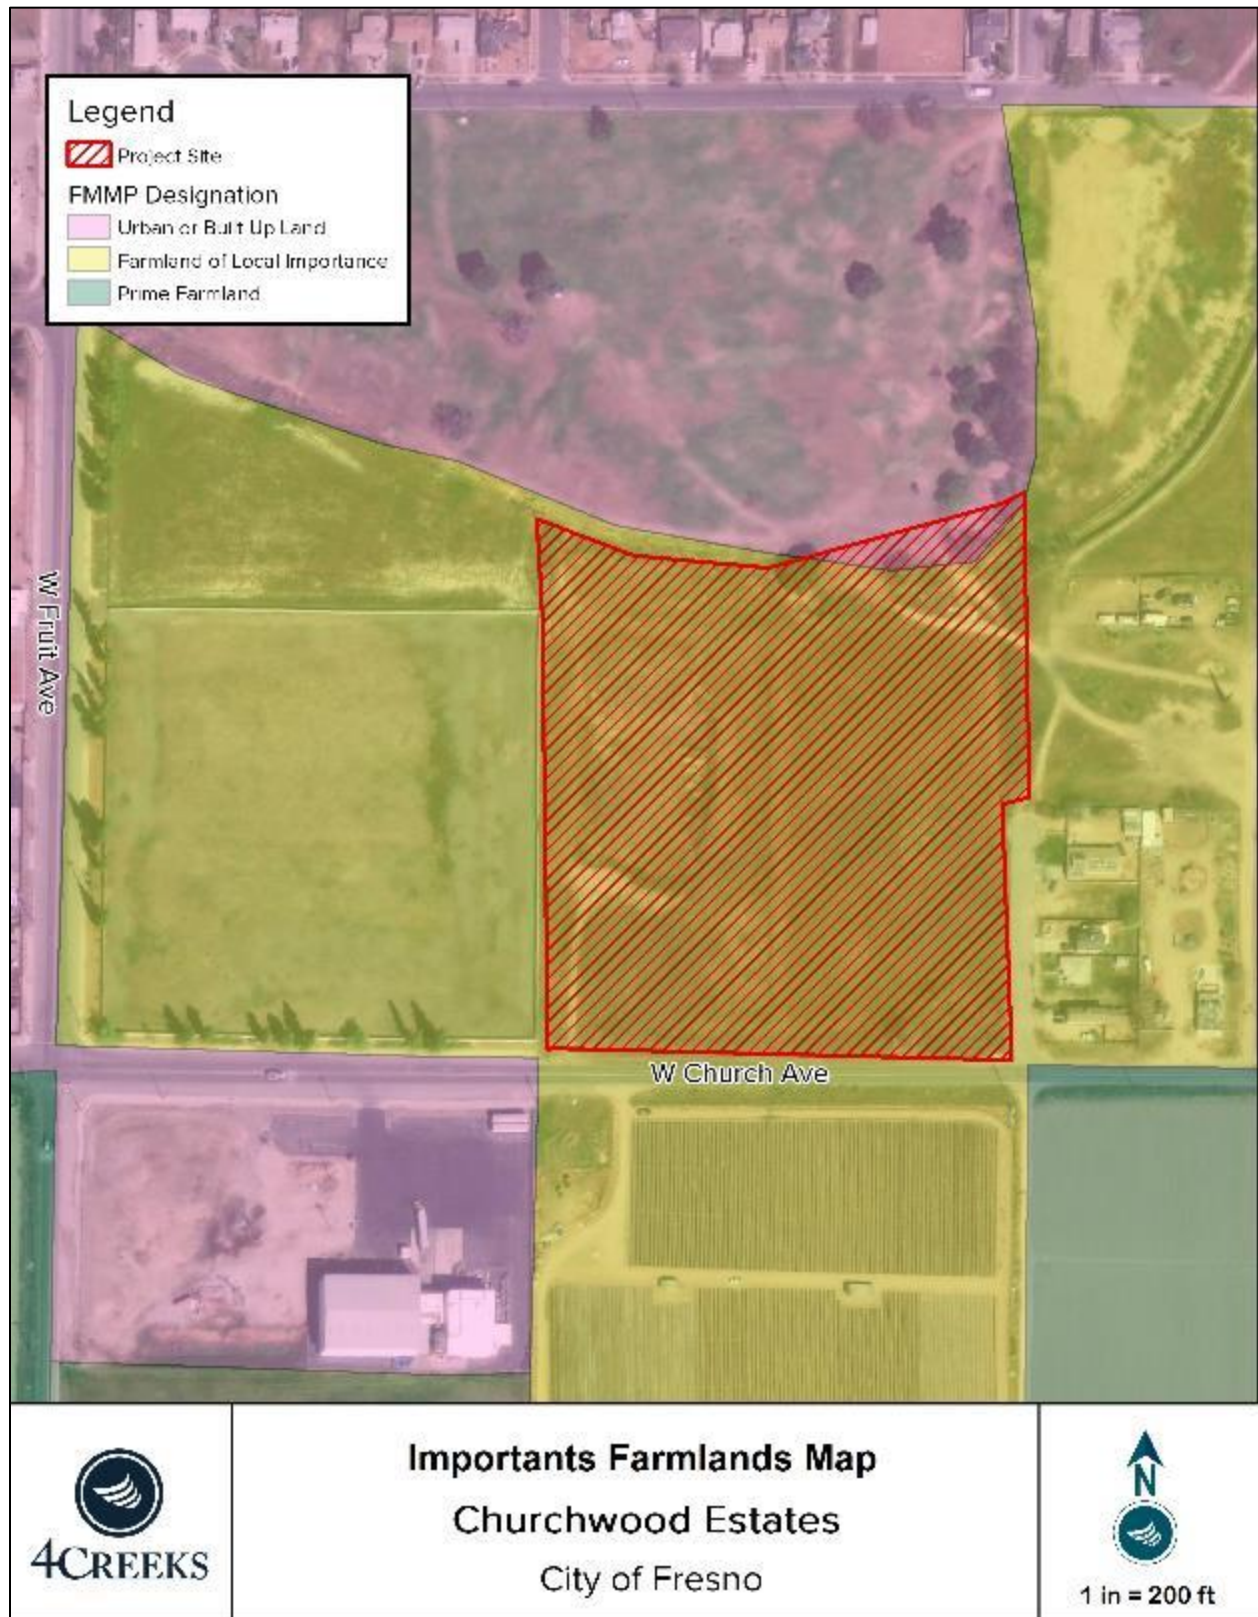 Legend
Project Site
FMMP Designation
Urban or Built Up Land
Farmland of Local Importance
Prime Farmland
W Fruit Ave
W Church Ave
4CREEKS
Importants Farmlands Map
Churchwood Estates
City of Fresno
N
1 in = 200 ft